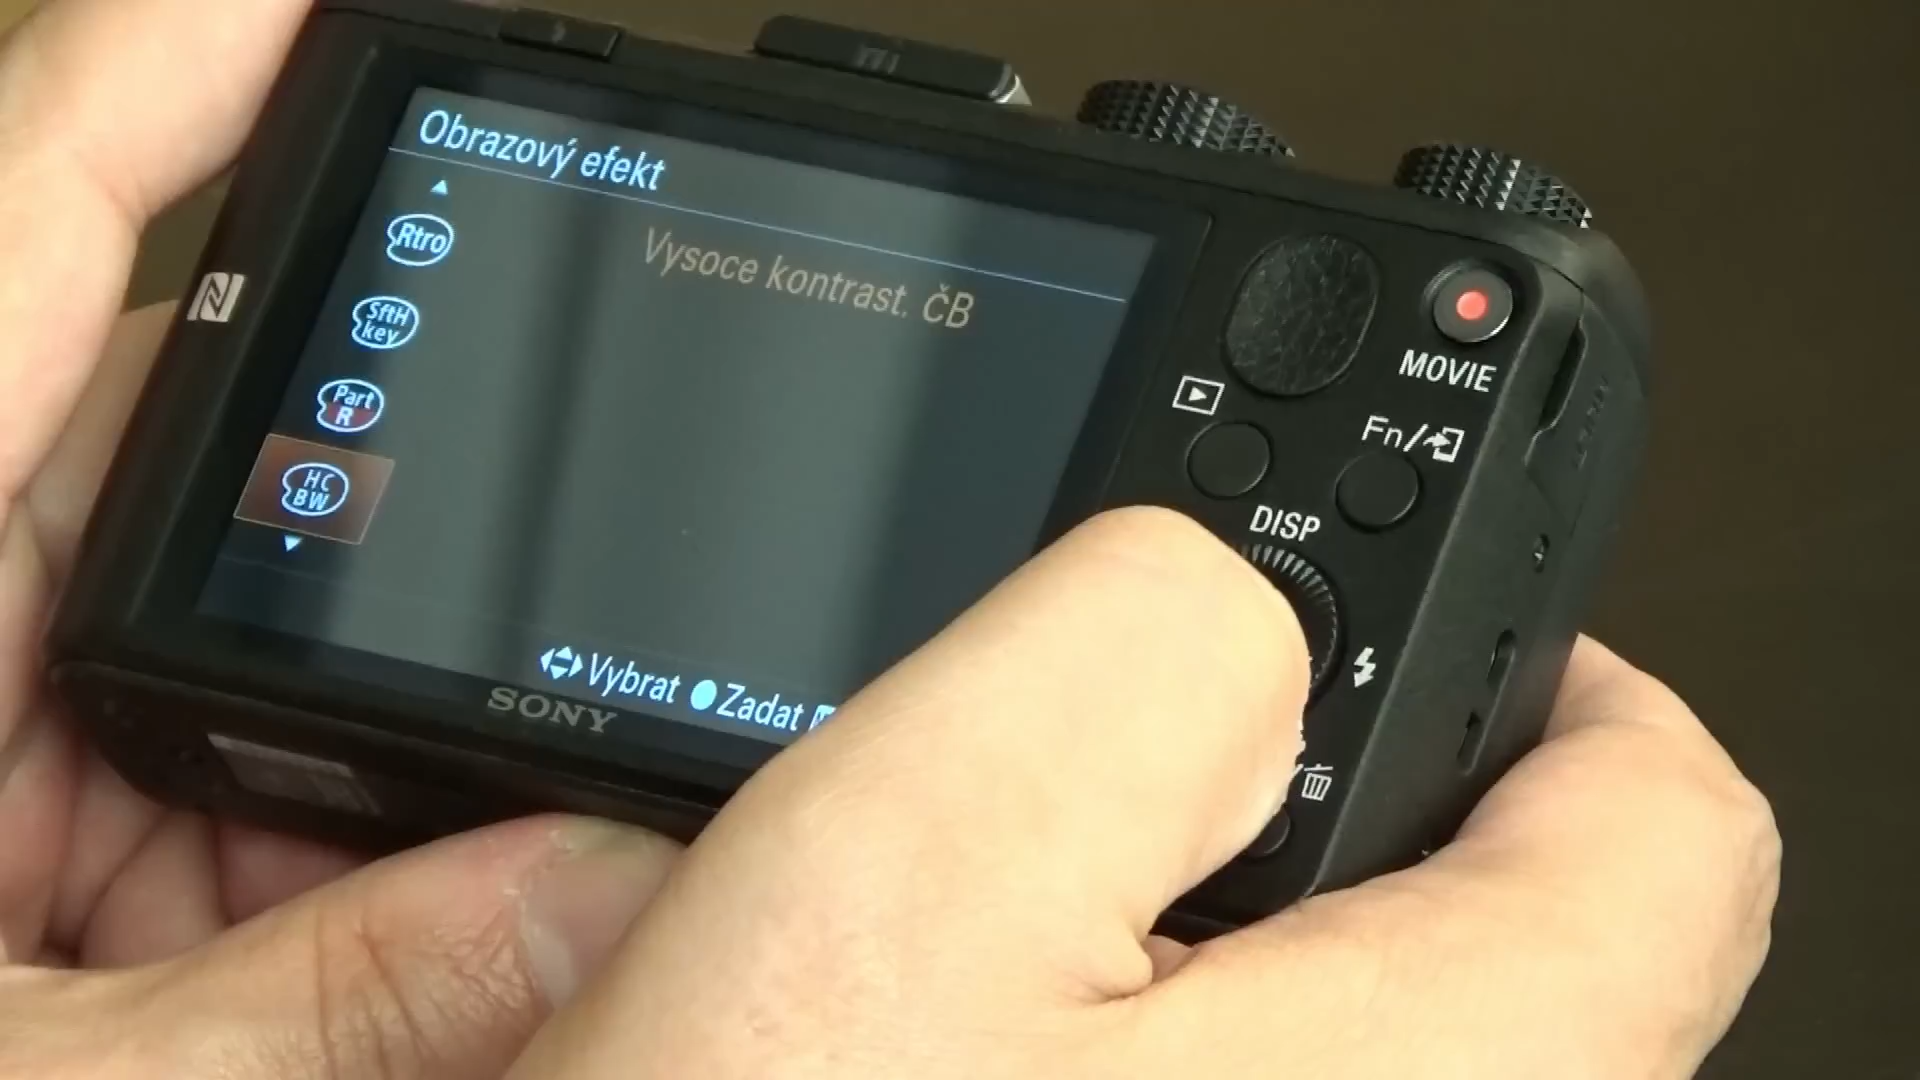 Obrazový efekt
Rtro
Vysoce kontrast. ČB
SftH
key
Part
R
HC
BW
Vybrat Zadat
SONY
MOVIE
Fn/
DISP